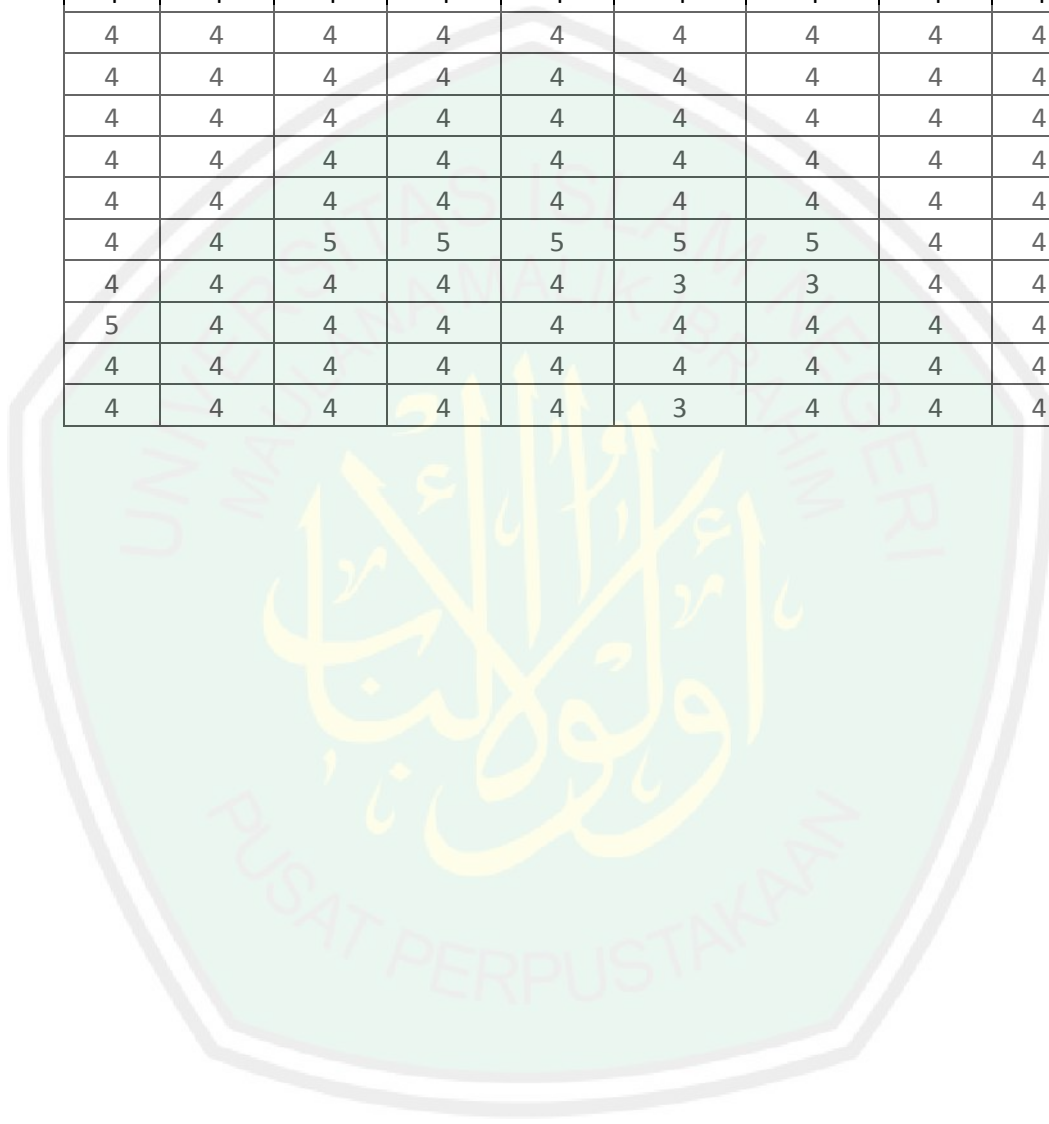 4 4 4 4 4 4 4 4 4
4 4 4 4 4 4 4 4 4
4 4 4 4 4 4 4 4 4
4 4 4 4 4 4 4 4 4
4 4 4 4 4 4 4 4 4
4 4 5 5 5 5 5 4 4
4 4 4 4 4 3 3 4 4
5 4 4 4 4 4 4 4 4
4 4 4 4 4 4 4 4 4
4 4 4 4 4 3 4 4 4
UNIVERSITAS ISLAM NEGERI
MAULANA MALIK IBRAHIM
PUSAT PERPUSTAKAAN